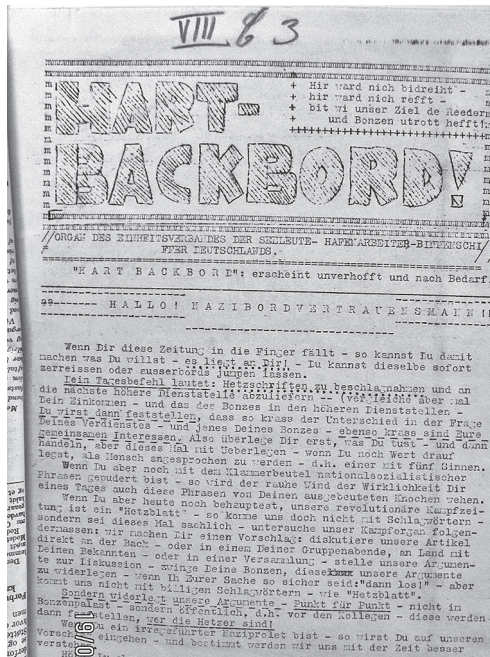 VIII 3
HART-
BACKBORD!
+ Hir ward nich bidreiht -
+ hir ward nich refft -
+ bit wi unser Ziel de Reedern
+ und Bonzen utrott hefft!
ORGAN DES EINHEITSVERBANDES DER SEELEUTE- HAFENARBEITER-BINNENSCHI
FFER DEUTSCHLANDS.
"HART BACKBORD": erscheint unverhofft und nach Bedarf.
HALLO! NAZIBORDVERTRAUENSMANN!!
Wenn Dir diese Zeitung in die Finger fällt - so kannst Du damit
machen was Du willst - es liegt an Dir! - Du kannst dieselbe sofort
zerreissen oder ausserbords jumpen lassen.
Dein Tagesbefehl lautet: Hetzschriften zu beschlagnahmen und an
die nächste höhere Dienststelle abzuliefern - (vergleiche aber mal
Dein Einkommen - und das der Bonzen in den höheren Dienststellen -
Du wirst dann feststellen, dass so krass der Unterschied in der Frage
Deines Verdienstes - und jenes Deines Bonzes - ebenso krass sind Eure
gemeinsamen Interessen. Also überlege Dir erst, was Du tust - und dann
handeln, aber dieses Mal mit Ueberlegen - wenn Du noch Wert drauf
legst, als Mensch angesprochen zu werden - d.h. einer mit fünf Sinnen.
Wenn Du aber noch mit dem Klammerbeutel nationalsozialistischer
Phrasen gepudert bist - so wird der rauhe Wind der Wirklichkeit Dir
eines Tages auch diese Phrasen von Deinen ausgebeuteten Knochen wehen.
Wenn Du aber heute noch behauptest, unsere revolutionäre Kampfzei-
tung ist ein "Hetzblatt" - so komme uns doch nicht mit Schlagwörtern -
sondern sei dieses Mal sachlich - untersuche unser Kampforgan folgen-
dermassen: wir machen Dir einen Vorschlag: diskutiere unsere Artikel
direkt an der Back - oder in einem Deiner Gruppenabende, an Land mit
Deinen Bekannten - oder in einer Versammlung - stelle unsere Argumen-
te zur Diskussion - zwinge Deine Bonzen, diese unsere Argumente
zu widerlegen - wenn Ih Eurer Sache so sicher seid:"dann los!" - aber
kommt uns nicht mit billigen Schlagwörtern - wie "Hetzblatt".
Sondern widerlegt unsere Argumente - Punkt für Punkt - nicht in
Bonzenpalast - sondern öffentlich, d.h. vor den Kollegen - diese werden
dann feststellen, wer die Hetzer sind!
Wenn Du ein irregeführter Naziprolet bist - so wirst Du auf unseren
Vorschlag eingehen - und bestimmt werden wir uns mit der Zeit besser
verstehen
19/0